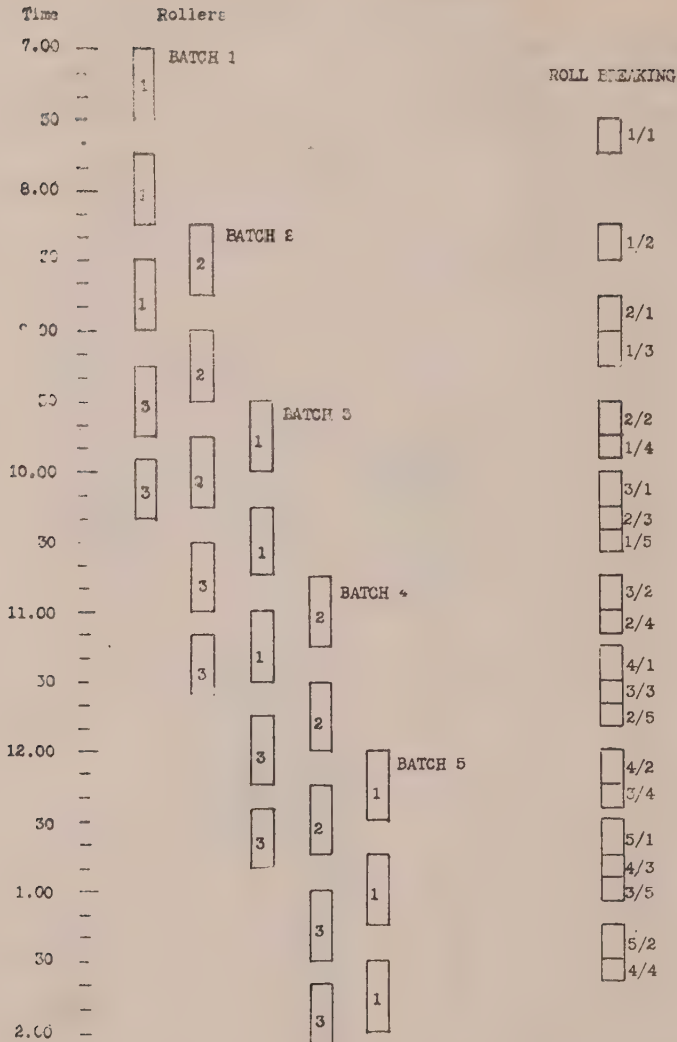 Time Rollers
7.00 BATCH 1
ROLL BREAKING
1
30 1/1
8.00
BATCH 2 1/2
2
1 2/1
00 1/3
2
3 BATCH 3 2/2
1 1/4
10.00
3 2 3/1
2/3
30 1 1/5
3 BATCH 4 3/2
11.00 2 2/4
1 4/1
30 3 3/3
2 2/5
12.00 3 BATCH 5 4/2
1 3/4
30 2 5/1
3 4/3
1.00 1 3/5
3 5/2
30 4/4
1
3
2.00